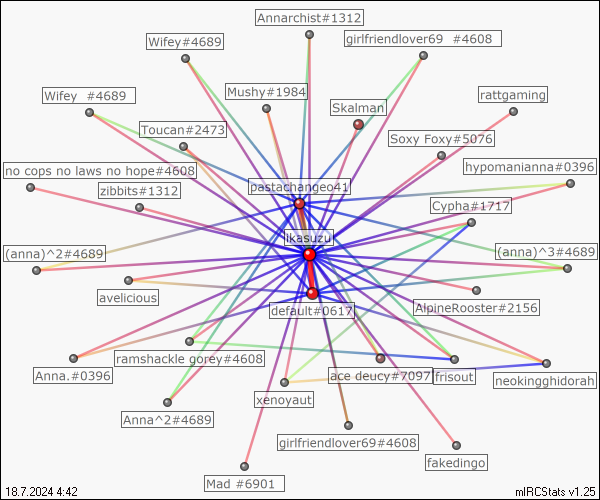 Annarchist#1312
girlfriendlover69  #4608
Wifey#4689
Mushy#1984
rattgaming
Wifey  #4689
Skalman
Toucan#2473
Soxy Foxy#5076
no cops no laws no hope#4608
hypomanianna#0396
zibbits#1312
pastachangeo41
Cypha#1717
ikasuzu
(anna)^2#4689
(anna)^3#4689
avelicious
default#0617
AlpineRooster#2156
ramshackle gorey#4608
Anna.#0396
ace deucy#7097
frisout
neokingghidorah
xenoyaut
Anna^2#4689
girlfriendlover69#4608
fakedingo
Mad #6901
18.7.2024 4:42
mIRCStats v1.25